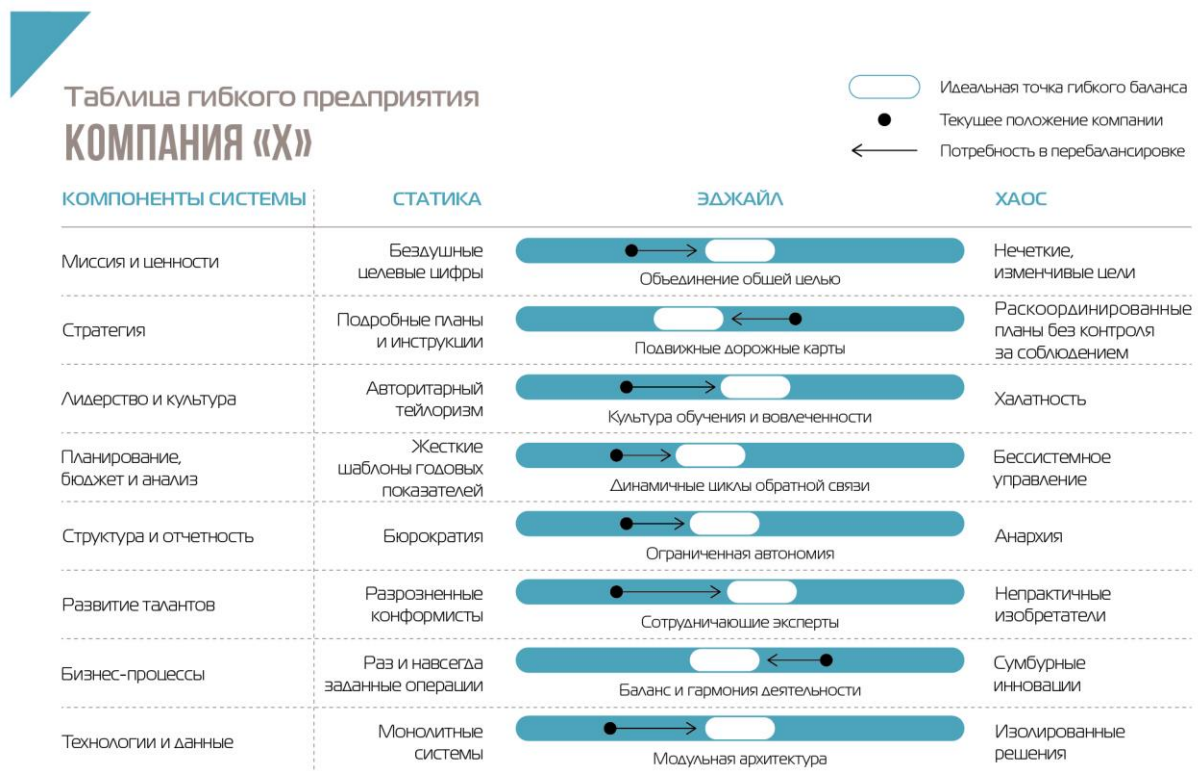 Таблица гибкого предприятия
КОМПАНИЯ «X»
Идеальная точка гибкого баланса
Текущее положение компании
Потребность в перебалансировке
КОМПОНЕНТЫ СИСТЕМЫ
СТАТИКА
ЭДЖАЙЛ
ХАОС
Миссия и ценности
Бездушные
целевые цифры
Объединение общей целью
Нечеткие,
изменчивые цели
Стратегия
Подробные планы
и инструкции
Подвижные дорожные карты
Раскоординированные
планы без контроля
за соблюдением
Лидерство и культура
Авторитарный
тейлоризм
Культура обучения и вовлеченности
Халатность
Планирование,
бюджет и анализ
Жесткие
шаблоны годовых
показателей
Динамичные циклы обратной связи
Бессистемное
управление
Структура и отчетность
Бюрократия
Ограниченная автономия
Анархия
Развитие талантов
Разрозненные
конформисты
Сотрудничающие эксперты
Непрактичные
изобретатели
Бизнес-процессы
Раз и навсегда
заданные операции
Баланс и гармония деятельности
Сумбурные
инновации
Технологии и данные
Монолитные
системы
Модульная архитектура
Изолированные
решения